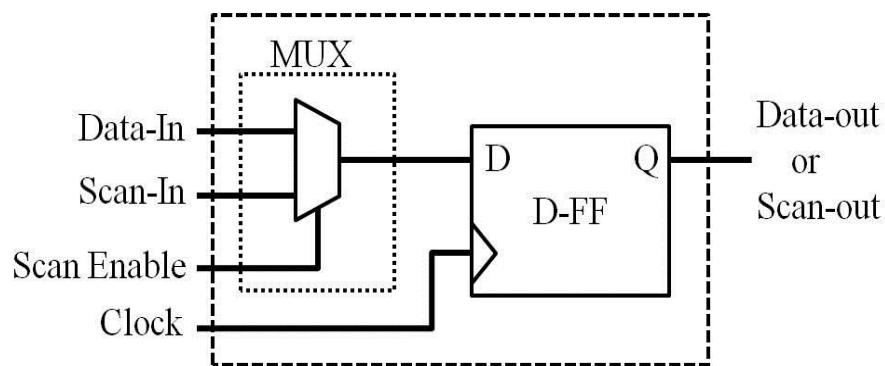 MUX
Data-In
Scan-In
Scan Enable
Clock
D
Q
D-FF
Data-out
or
Scan-out